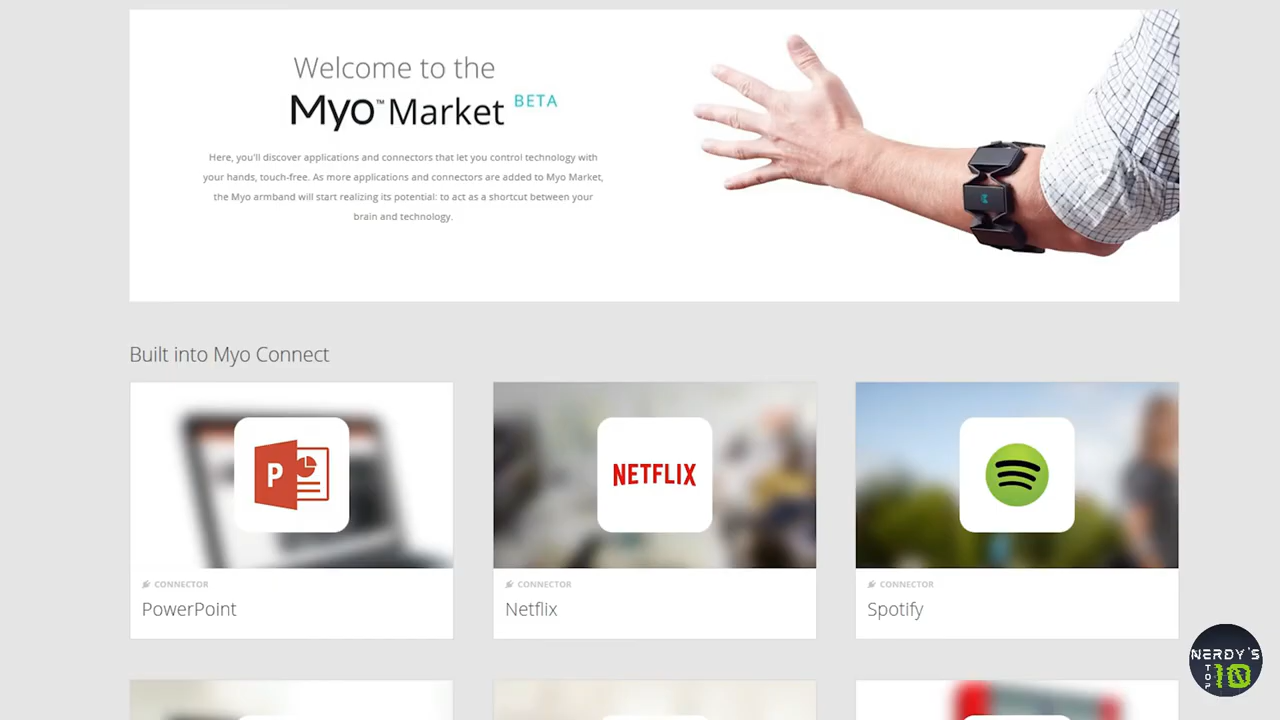 Welcome to the
Myo™ Market BETA
Here, you'll discover applications and connectors that let you control technology with
your hands, touch-free. As more applications and connectors are added to Myo Market,
the Myo armband will start realizing its potential: to act as a shortcut between your
brain and technology.
Built into Myo Connect
P
NETFLIX
CONNECTOR
PowerPoint
CONNECTOR
Netflix
CONNECTOR
Spotify
NERDY'S
TOP 10